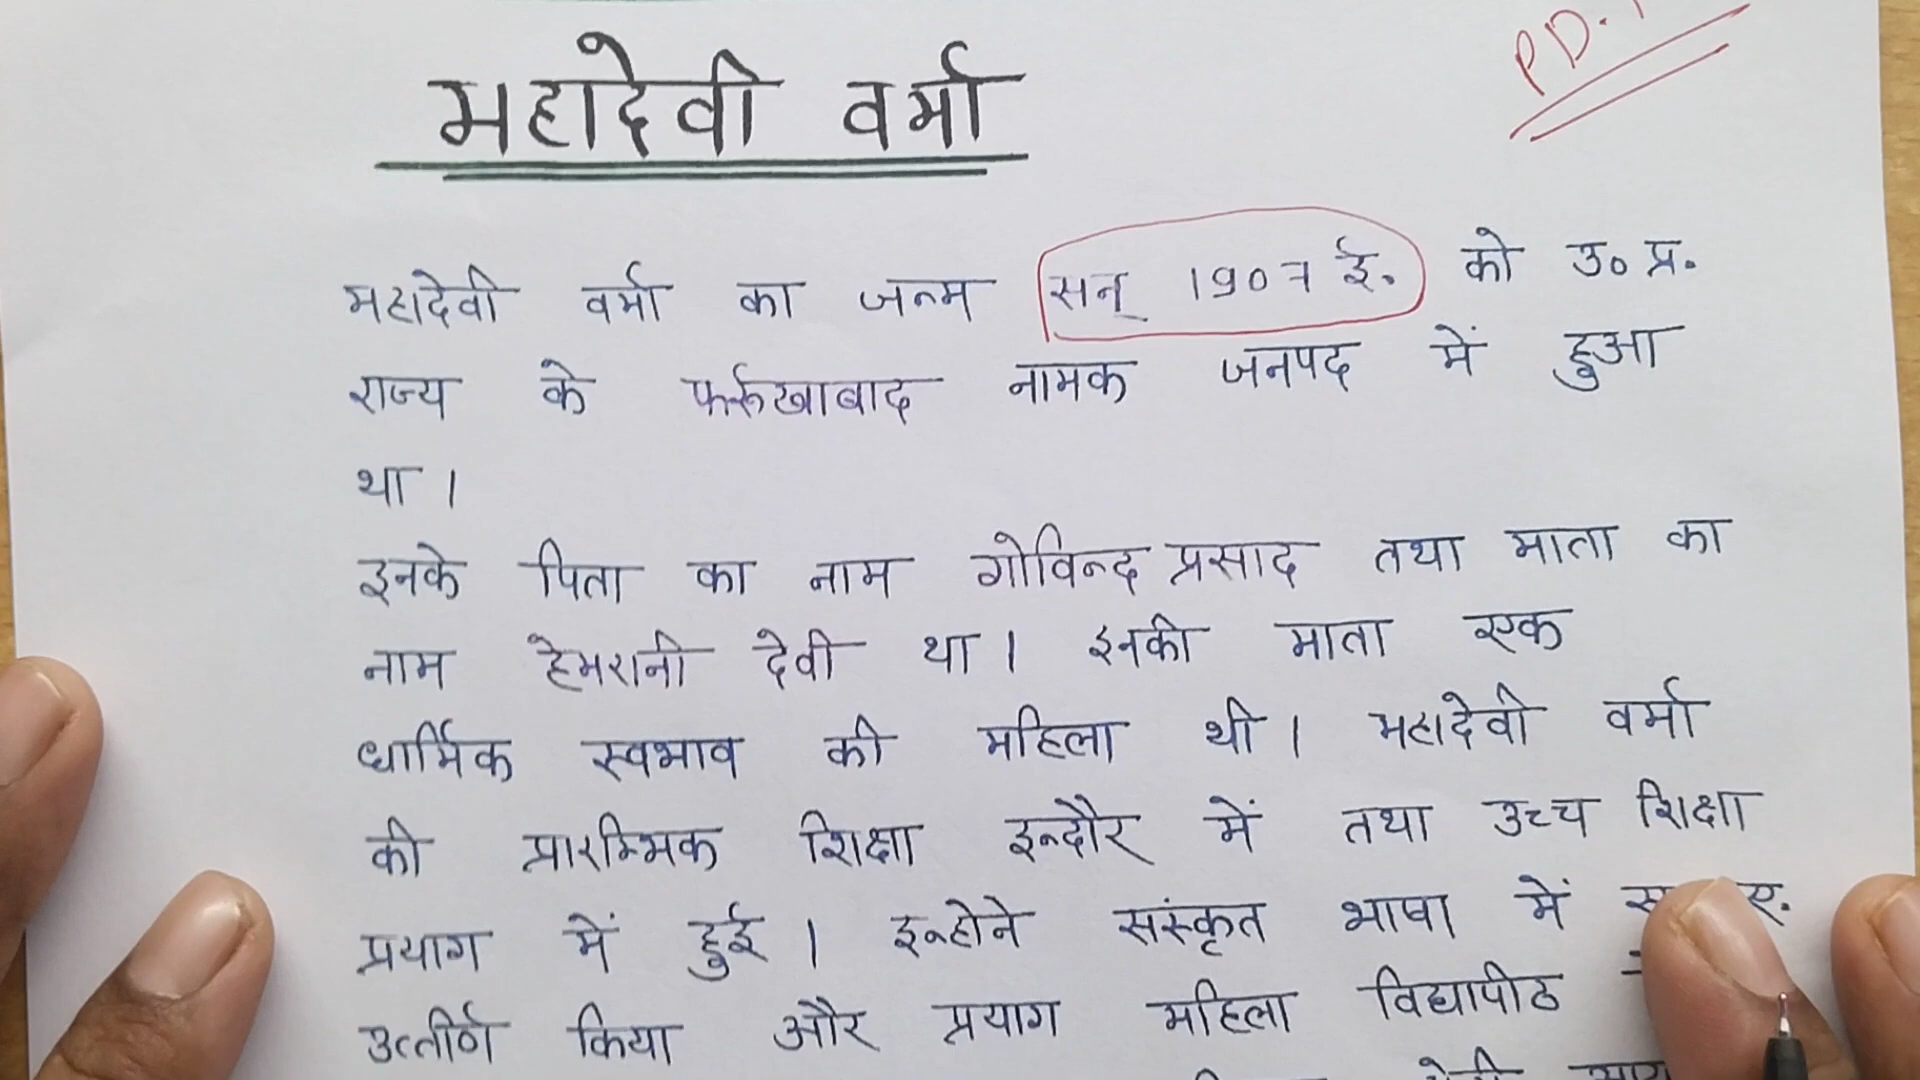 PD.
महादेवी वर्मा
महादेवी वर्मा का जन्म सन् 1907 ई. को उ० प्र.
राज्य के फर्रूखाबाद नामक जनपद में हुआ
था ।
इनके पिता का नाम गोविन्द प्रसाद तथा माता का
नाम हेमरानी देवी था । इनकी माता एक
धार्मिक स्वभाव की महिला थी । महादेवी वर्मा
की प्रारम्भिक शिक्षा इन्दौर में तथा उच्च शिक्षा
प्रयाग में हुई । इन्होने संस्कृत भाषा में
उत्तीर्ण किया और प्रयाग महिला विद्यापीठ